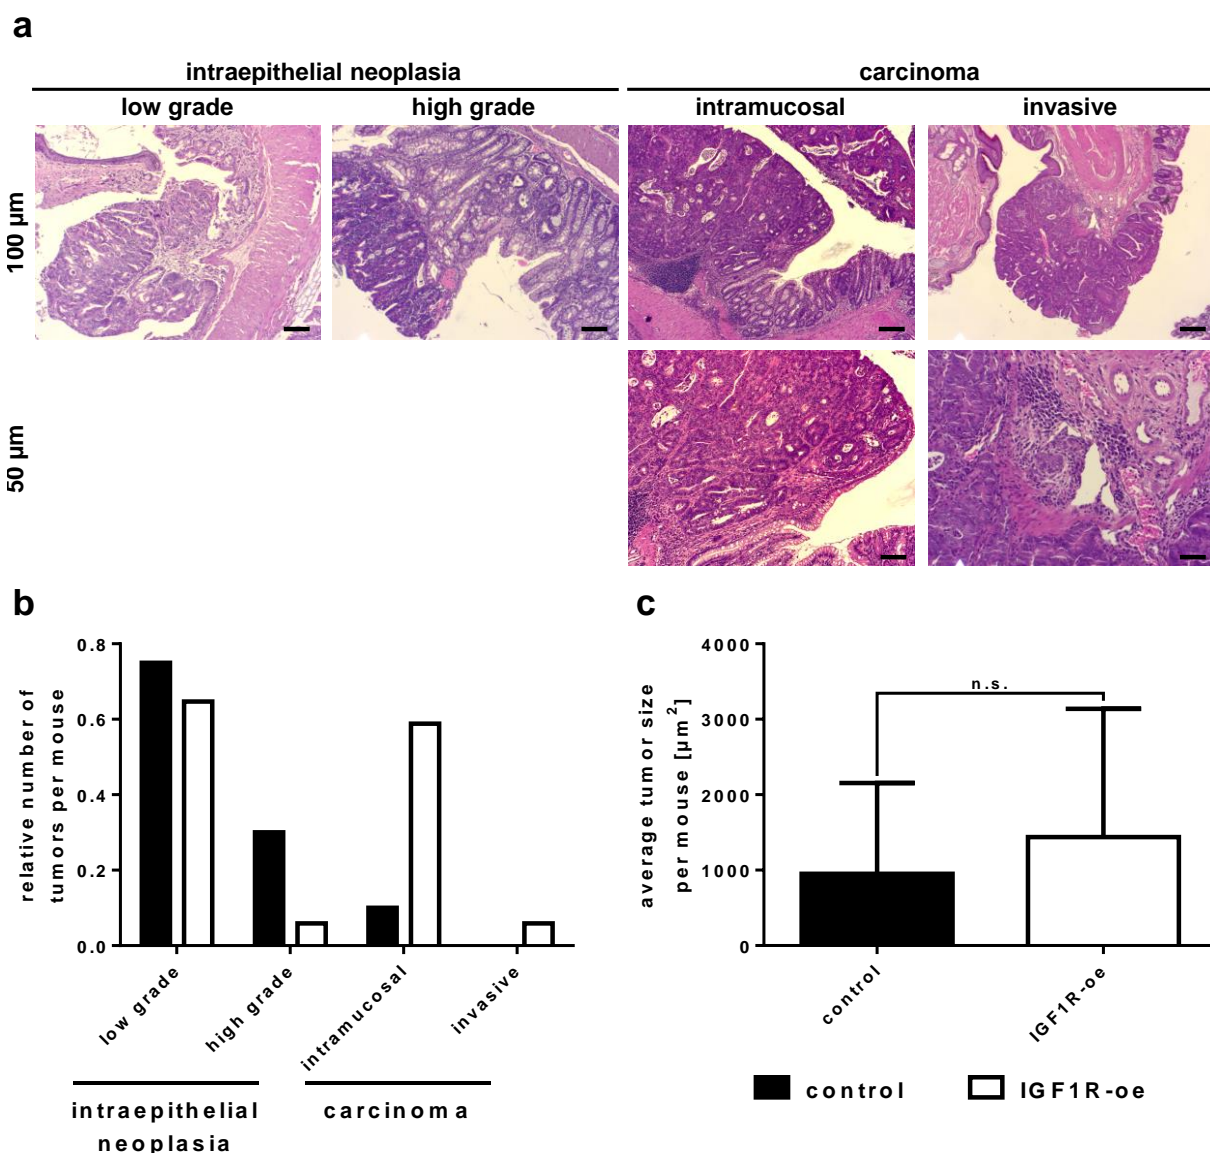 a
intraepithelial neoplasia
carcinoma
low grade
high grade
intramucosal
invasive
100 µm
50 µm
b
relative number of
tumors per mouse
0.8
0.6
0.4
0.2
0.0
low grade
high grade
intramucosal
invasive
intraepithelial
neoplasia
carcinoma
c
average tumor size
per mouse [µm²]
4000
3000
2000
1000
0
n.s.
control
IGF1R-oe
control
IGF1R-oe